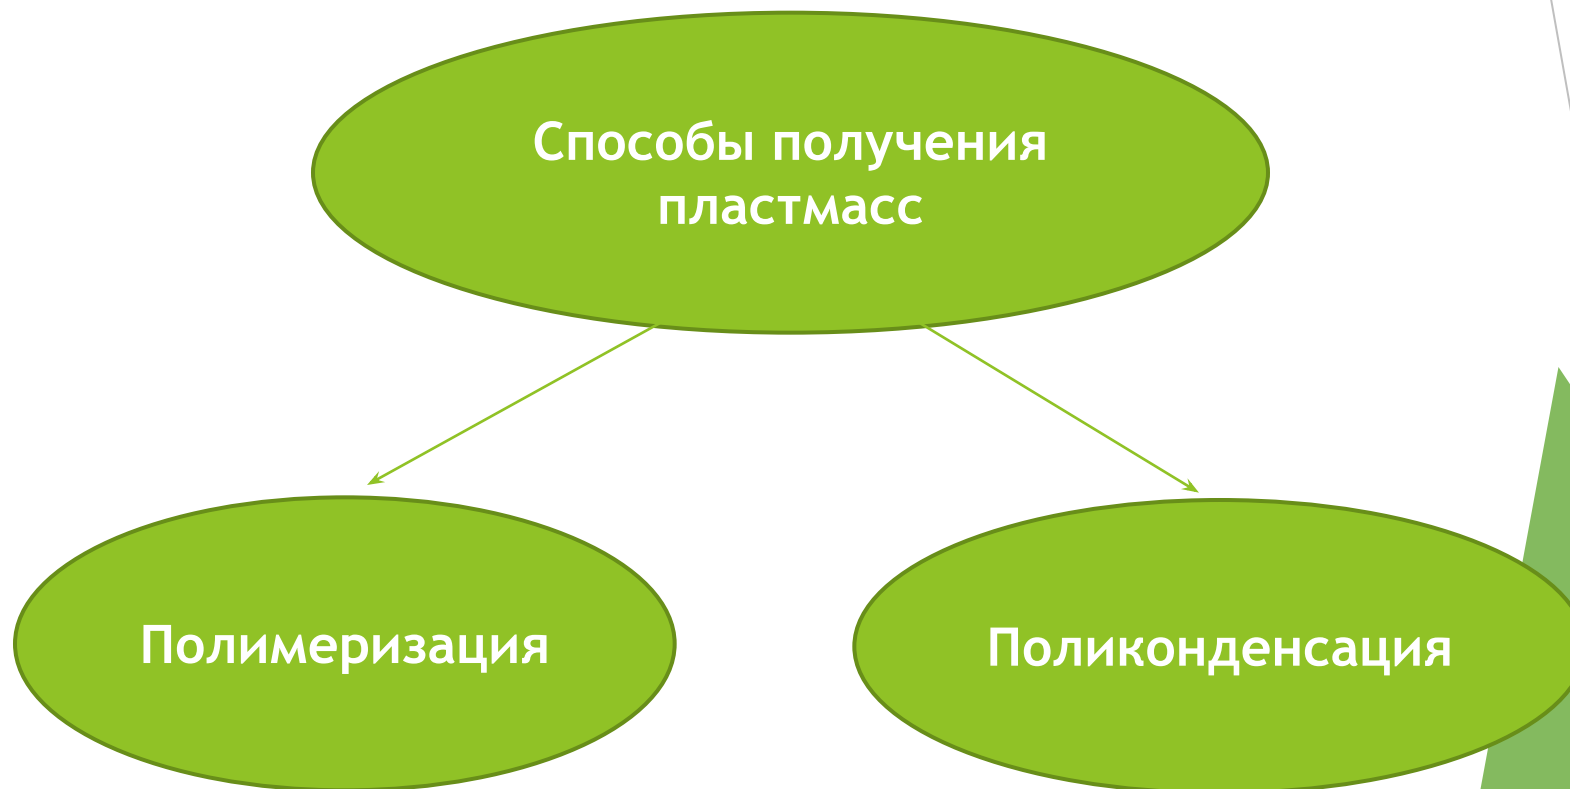 Способы получения
пластмасс
Полимеризация
Поликонденсация